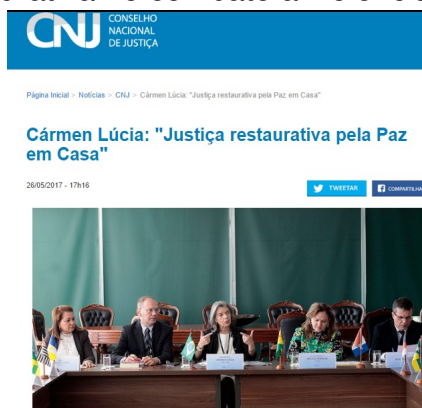 CNJ
CONSELHO
NACIONAL
DE JUSTIÇA
Página Inicial > Notícias > CNJ > Cármen Lúcia: "Justiça restaurativa pela Paz em Casa"
Cármen Lúcia: "Justiça restaurativa pela Paz
em Casa"
26/05/2017 - 17h16
TWEETAR
COMPARTILHA